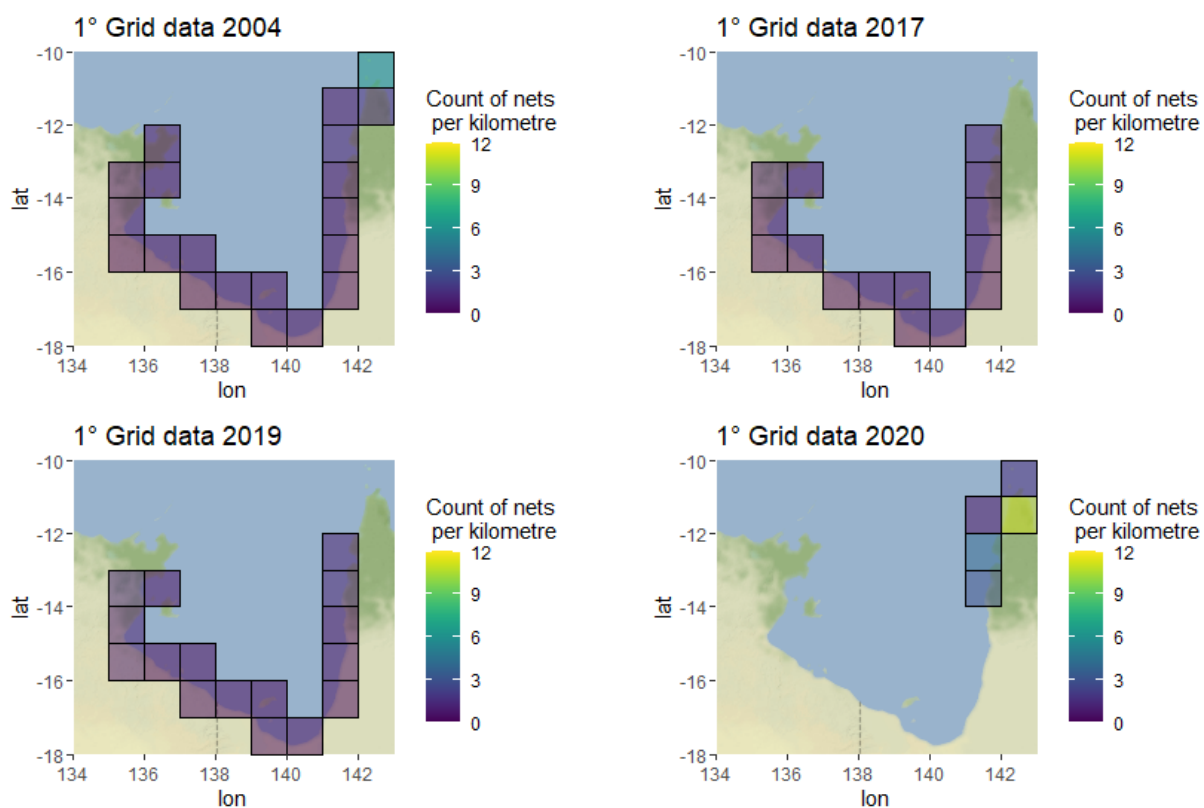 1° Grid data 2004
-10
-12
-14
-16
-18
lat
134 136 138 140 142
lon
Count of nets
per kilometre
12
9
6
3
0
1° Grid data 2017
-10
-12
-14
-16
-18
lat
134 136 138 140 142
lon
Count of nets
per kilometre
12
9
6
3
0
1° Grid data 2019
-10
-12
-14
-16
-18
lat
134 136 138 140 142
lon
Count of nets
per kilometre
12
9
6
3
0
1° Grid data 2020
-10
-12
-14
-16
-18
lat
134 136 138 140 142
lon
Count of nets
per kilometre
12
9
6
3
0